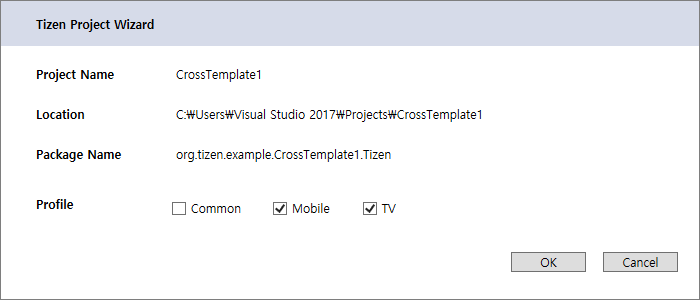 Tizen Project Wizard
Project Name CrossTemplate1
Location C:₩Users₩Visual Studio 2017₩Projects₩CrossTemplate1
Package Name org.tizen.example.CrossTemplate1.Tizen
Profile Common Mobile TV
OK Cancel